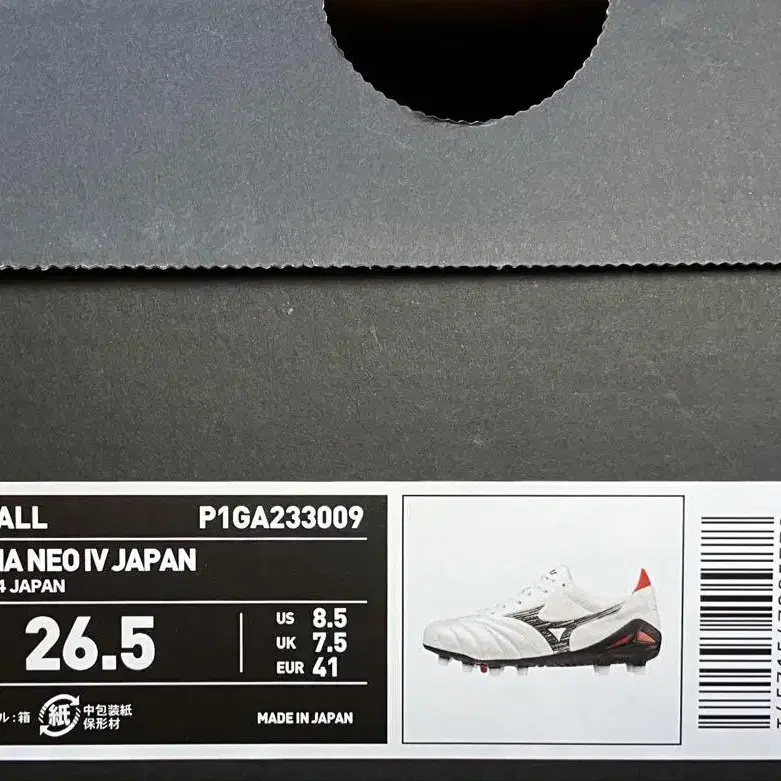 ALL P1GA233009
IA NEO IV JAPAN
4 JAPAN
26.5
US 8.5
UK 7.5
EUR 41
ル:箱 紙 中包装紙
保形材
MADE IN JAPAN